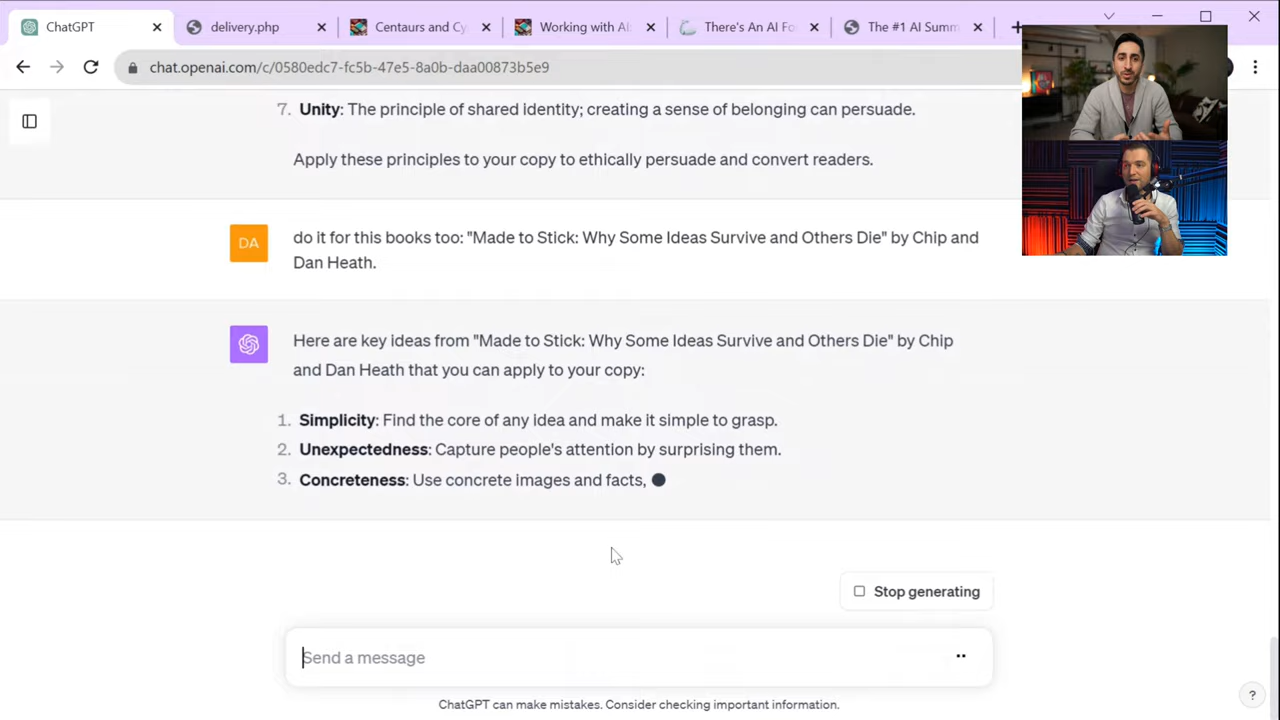 ChatGPT
delivery.php
Centaurs and Cy
Working with AI:
There's An AI Fo
The #1 AI Summ
chat.openai.com/c/0580edc7-fc5b-47e5-8b1b-daa00873b5e9
7. Unity: The principle of shared identity; creating a sense of belonging can persuade.
Apply these principles to your copy to ethically persuade and convert readers.
DA
do it for this books too: "Made to Stick: Why Some Ideas Survive and Others Die" by Chip and
Dan Heath.
Here are key ideas from "Made to Stick: Why Some Ideas Survive and Others Die" by Chip
and Dan Heath that you can apply to your copy:
1. Simplicity: Find the core of any idea and make it simple to grasp.
2. Unexpectedness: Capture people's attention by surprising them.
3. Concreteness: Use concrete images and facts,
Stop generating
Send a message
ChatGPT can make mistakes. Consider checking important information.
?